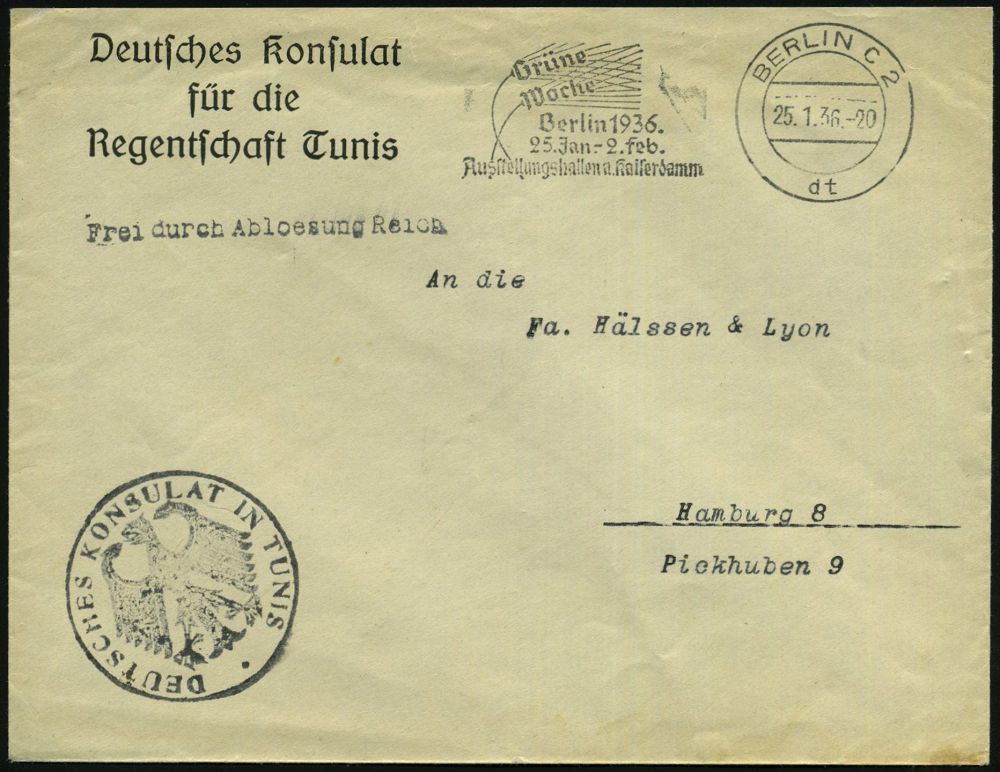 Deutsches Konsulat
für die
Regentschaft Tunis
Grüne
Woche
Berlin 1936.
25. Jan.-2. Feb.
Ausstellungshallen a. Kaiserdamm
BERLIN C 2
25.1.36.-20
dt
Frei durch Abloesung Reich
An die
Fa. Hälssen & Lyon
Hamburg 8
Pickhuben 9
DEUTSCHES KONSULAT IN TUNIS